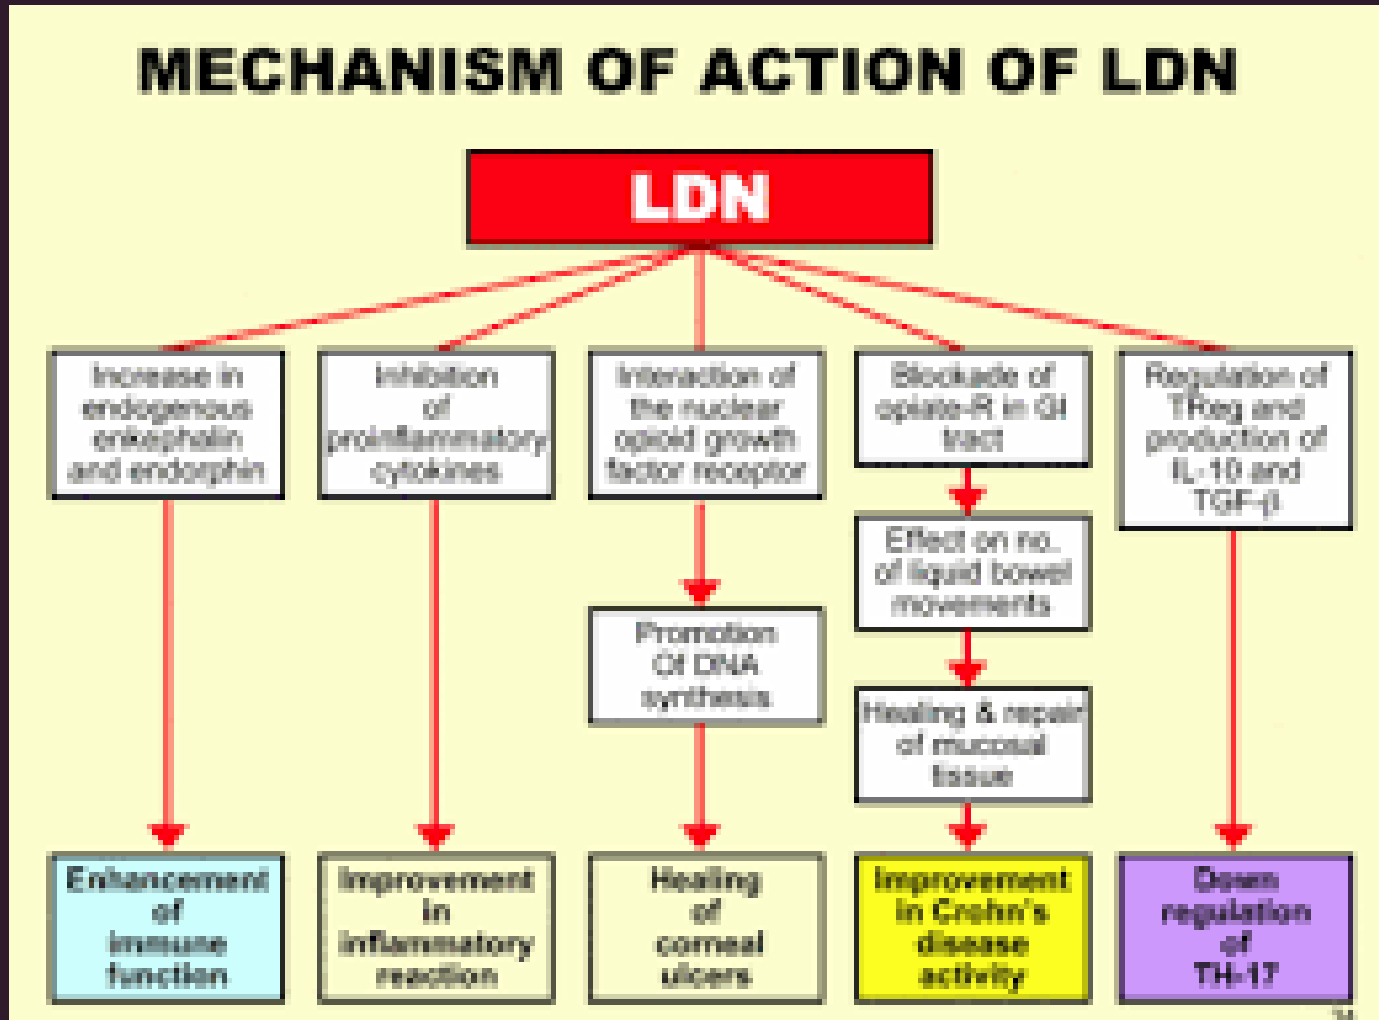 MECHANISM OF ACTION OF LDN
LDN
Increase in
endogenous
enkephalin
and endorphin
Inhibition
of
proinflammatory
cytokines
Interaction of
the nuclear
opioid growth
factor receptor
Blockade of
opiate-R in GI
tract
Regulation of
TReg and
production of
IL-10 and
TGF-β
Effect on no.
of liquid bowel
movements
Promotion
Of DNA
synthesis
Healing & repair
of mucosal
tissue
Enhancement
of
immune
function
Improvement
in
inflammatory
reaction
Healing
of
corneal
ulcers
Improvement
in Crohn's
disease
activity
Down
regulation
of
TH-17